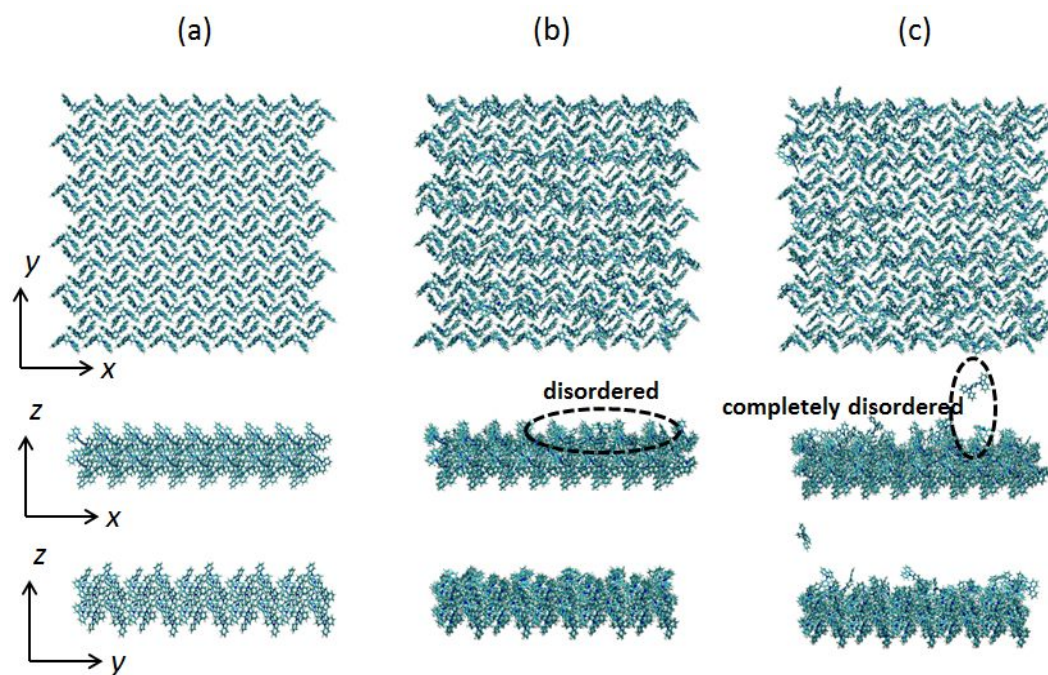 (a)
(b)
(c)
y
x
disordered
completely disordered
z
x
z
y